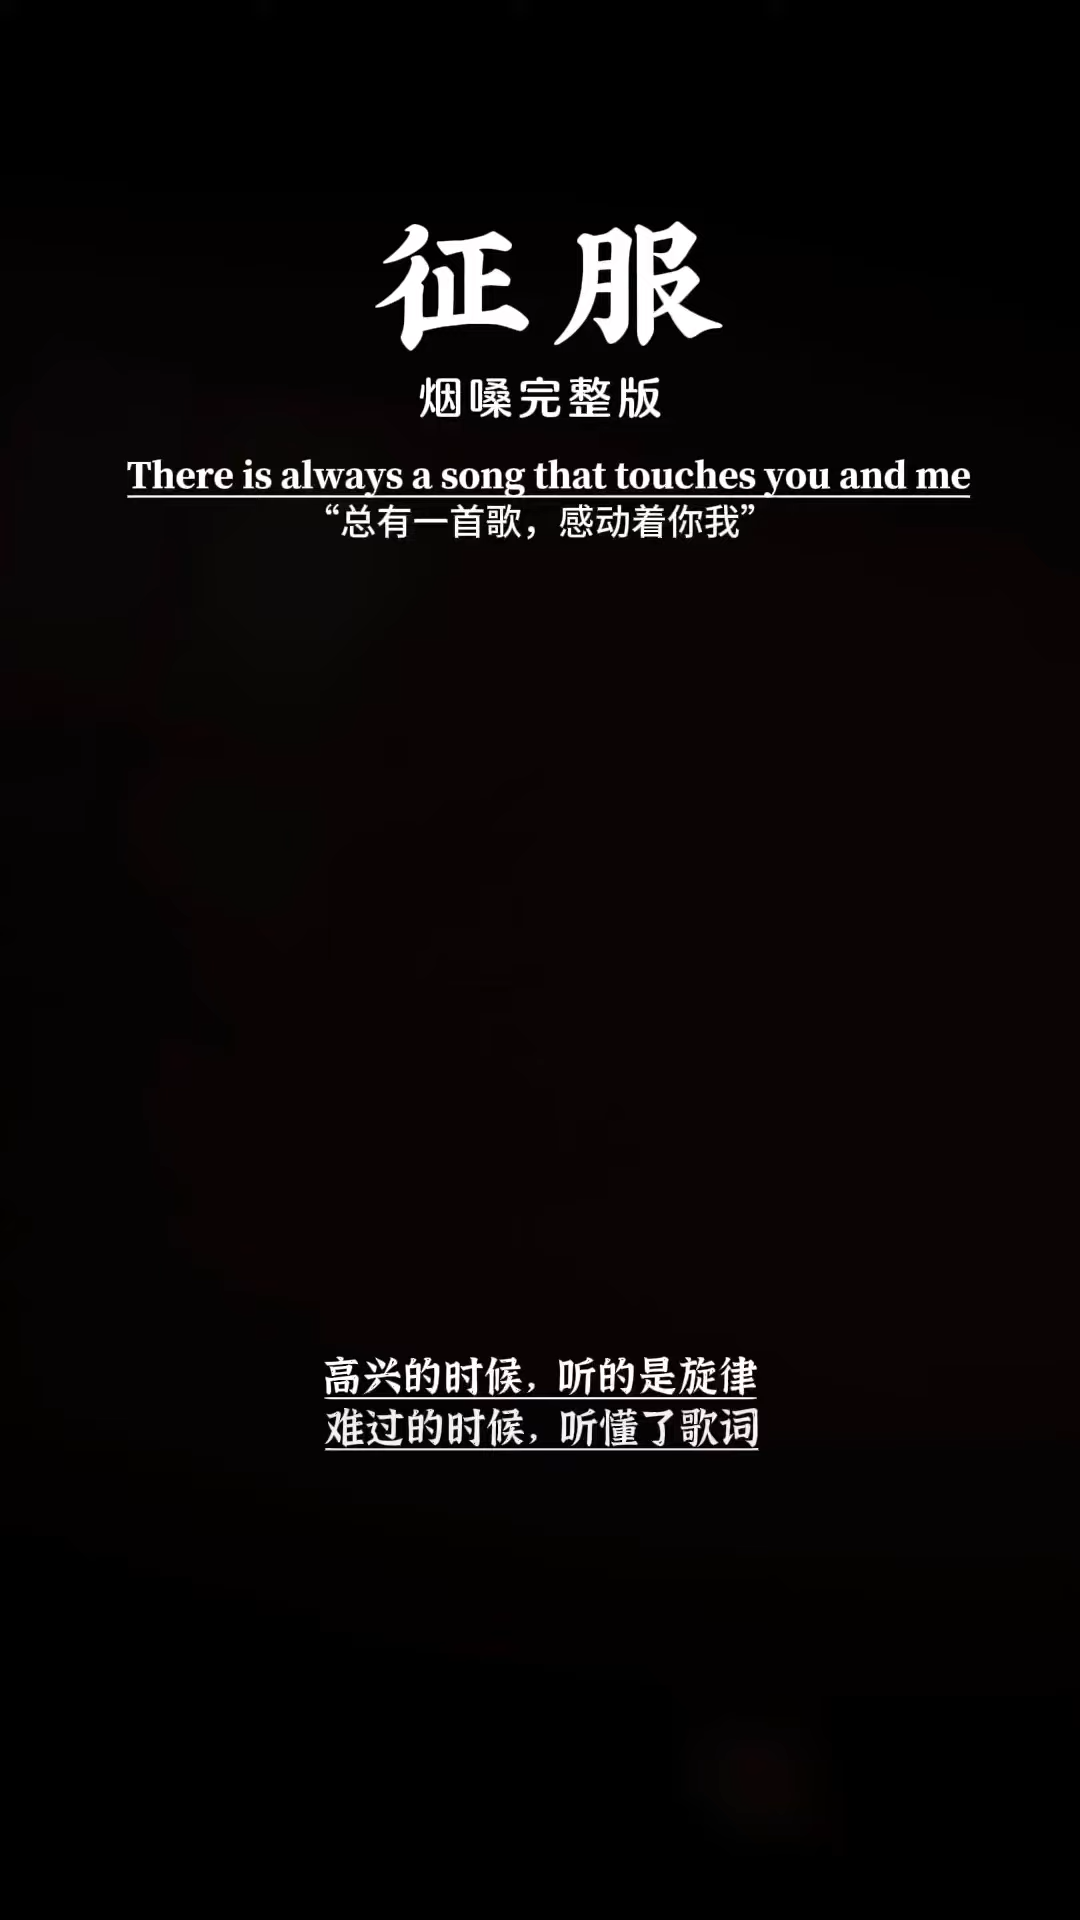 征服
烟嗓完整版
There is always a song that touches you and me
“总有一首歌，感动着你我”
高兴的时候，听的是旋律
难过的时候，听懂了歌词